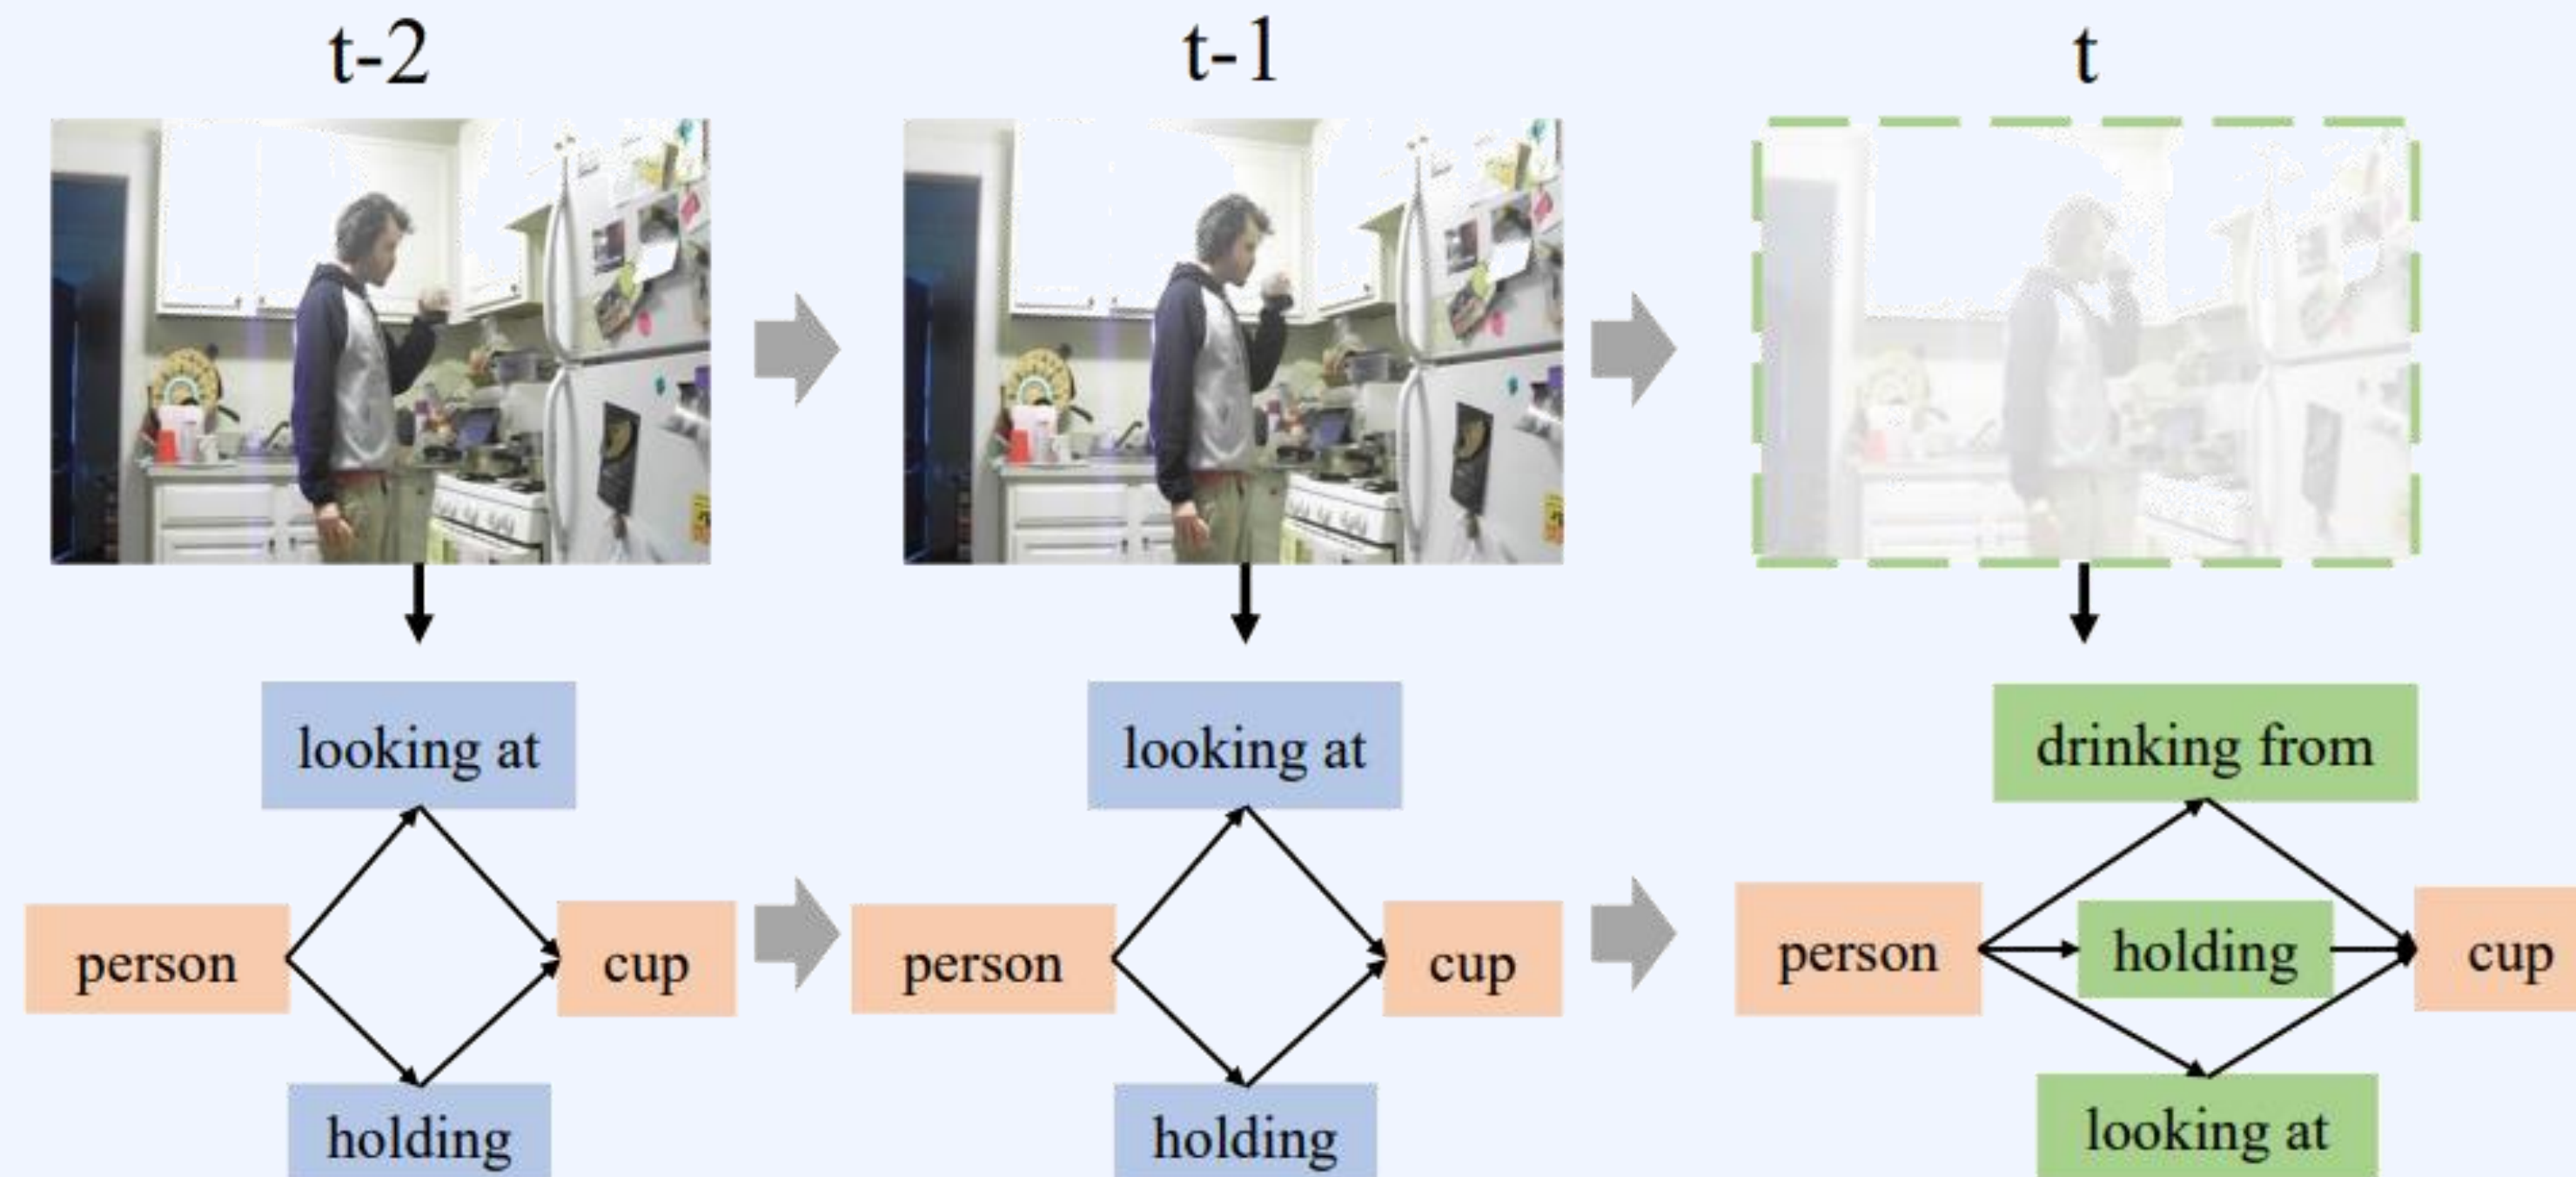 t-2
t-1
t
looking at
looking at
drinking from
person
cup
person
cup
person
holding
cup
holding
holding
looking at